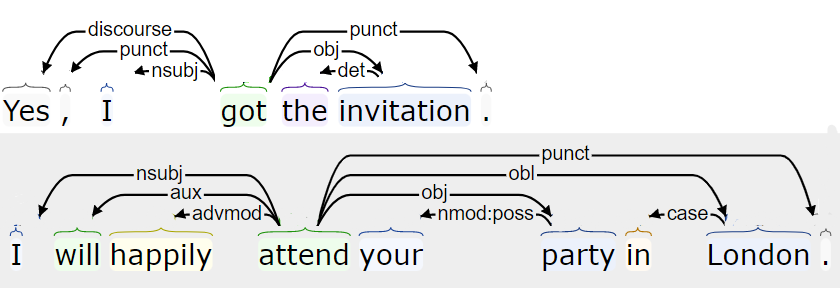 discourse punct
punct obj
nsubj det
Yes , I got the invitation .
punct
nsubj obl
aux obj
advmod nmod:poss case
I will happily attend your party in London .